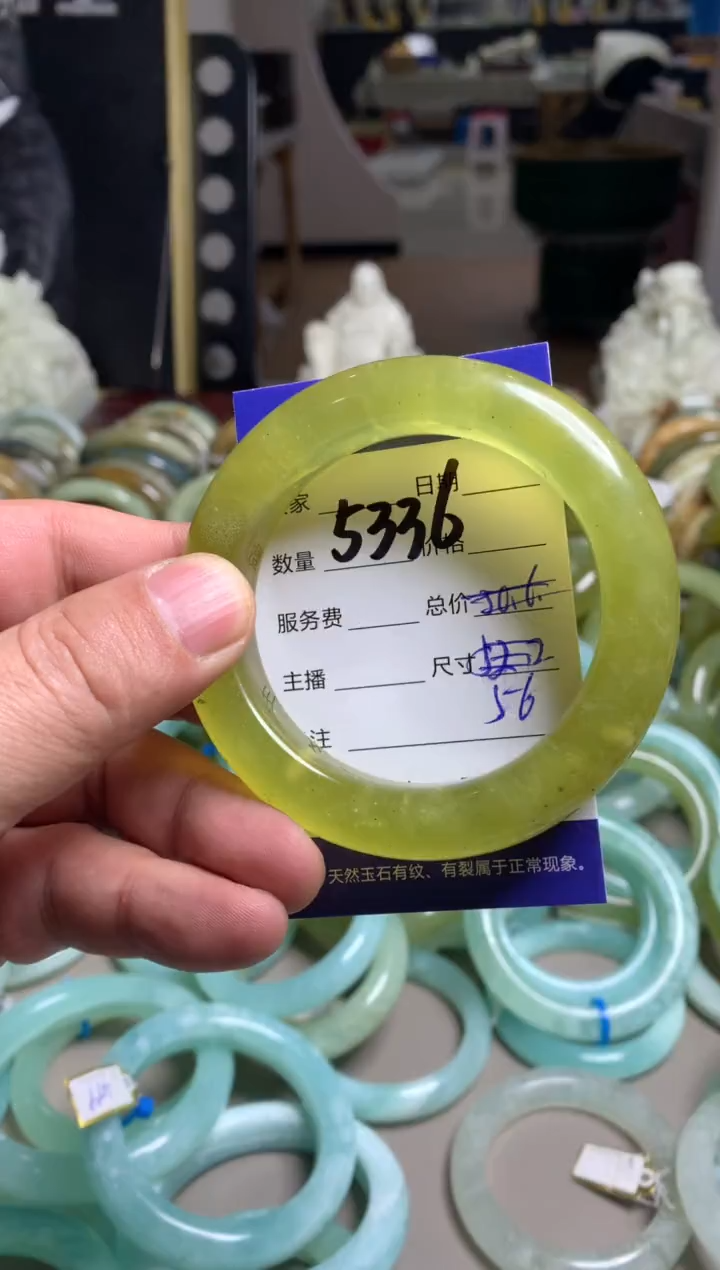 家 日期
5336
数量 价格
服务费 总价
主播 尺寸
56
注
天然玉石有纹、有裂属于正常现象。